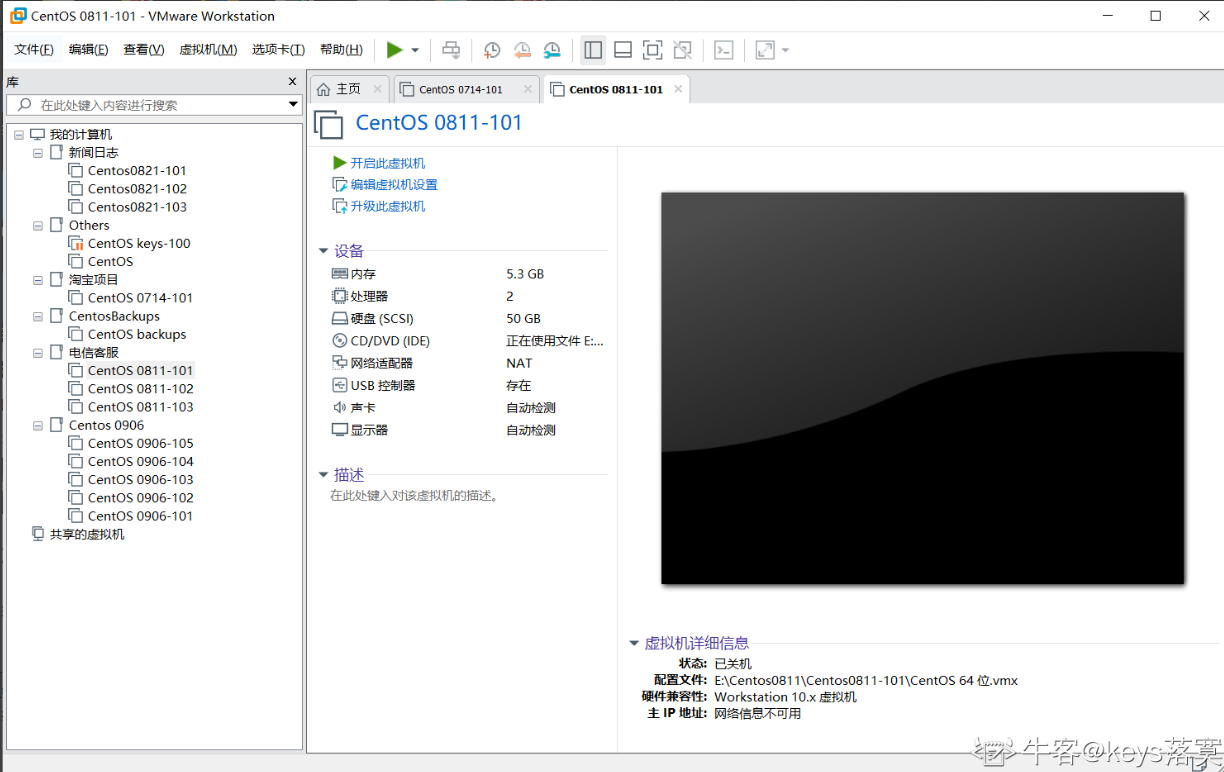 CentOS 0811-101 - VMware Workstation
文件(F) 编辑(E) 查看(V) 虚拟机(M) 选项卡(T) 帮助(H)
库
在此处键入内容进行搜索
我的计算机
新闻日志
Centos0821-101
Centos0821-102
Centos0821-103
Others
CentOS keys-100
CentOS
淘宝项目
CentOS 0714-101
CentosBackups
CentOS backups
电信客服
CentOS 0811-101
CentOS 0811-102
CentOS 0811-103
Centos 0906
CentOS 0906-105
CentOS 0906-104
CentOS 0906-103
CentOS 0906-102
CentOS 0906-101
共享的虚拟机
主页 CentOS 0714-101 CentOS 0811-101
CentOS 0811-101
开启此虚拟机
编辑虚拟机设置
升级此虚拟机
设备
内存 5.3 GB
处理器 2
硬盘 (SCSI) 50 GB
CD/DVD (IDE) 正在使用文件 E:...
网络适配器 NAT
USB 控制器 存在
声卡 自动检测
显示器 自动检测
描述
在此处键入对该虚拟机的描述。
虚拟机详细信息
状态: 已关机
配置文件: E:\Centos0811\Centos0811-101\CentOS 64 位.vmx
硬件兼容性: Workstation 10.x 虚拟机
主 IP 地址: 网络信息不可用
牛客@keys落寞